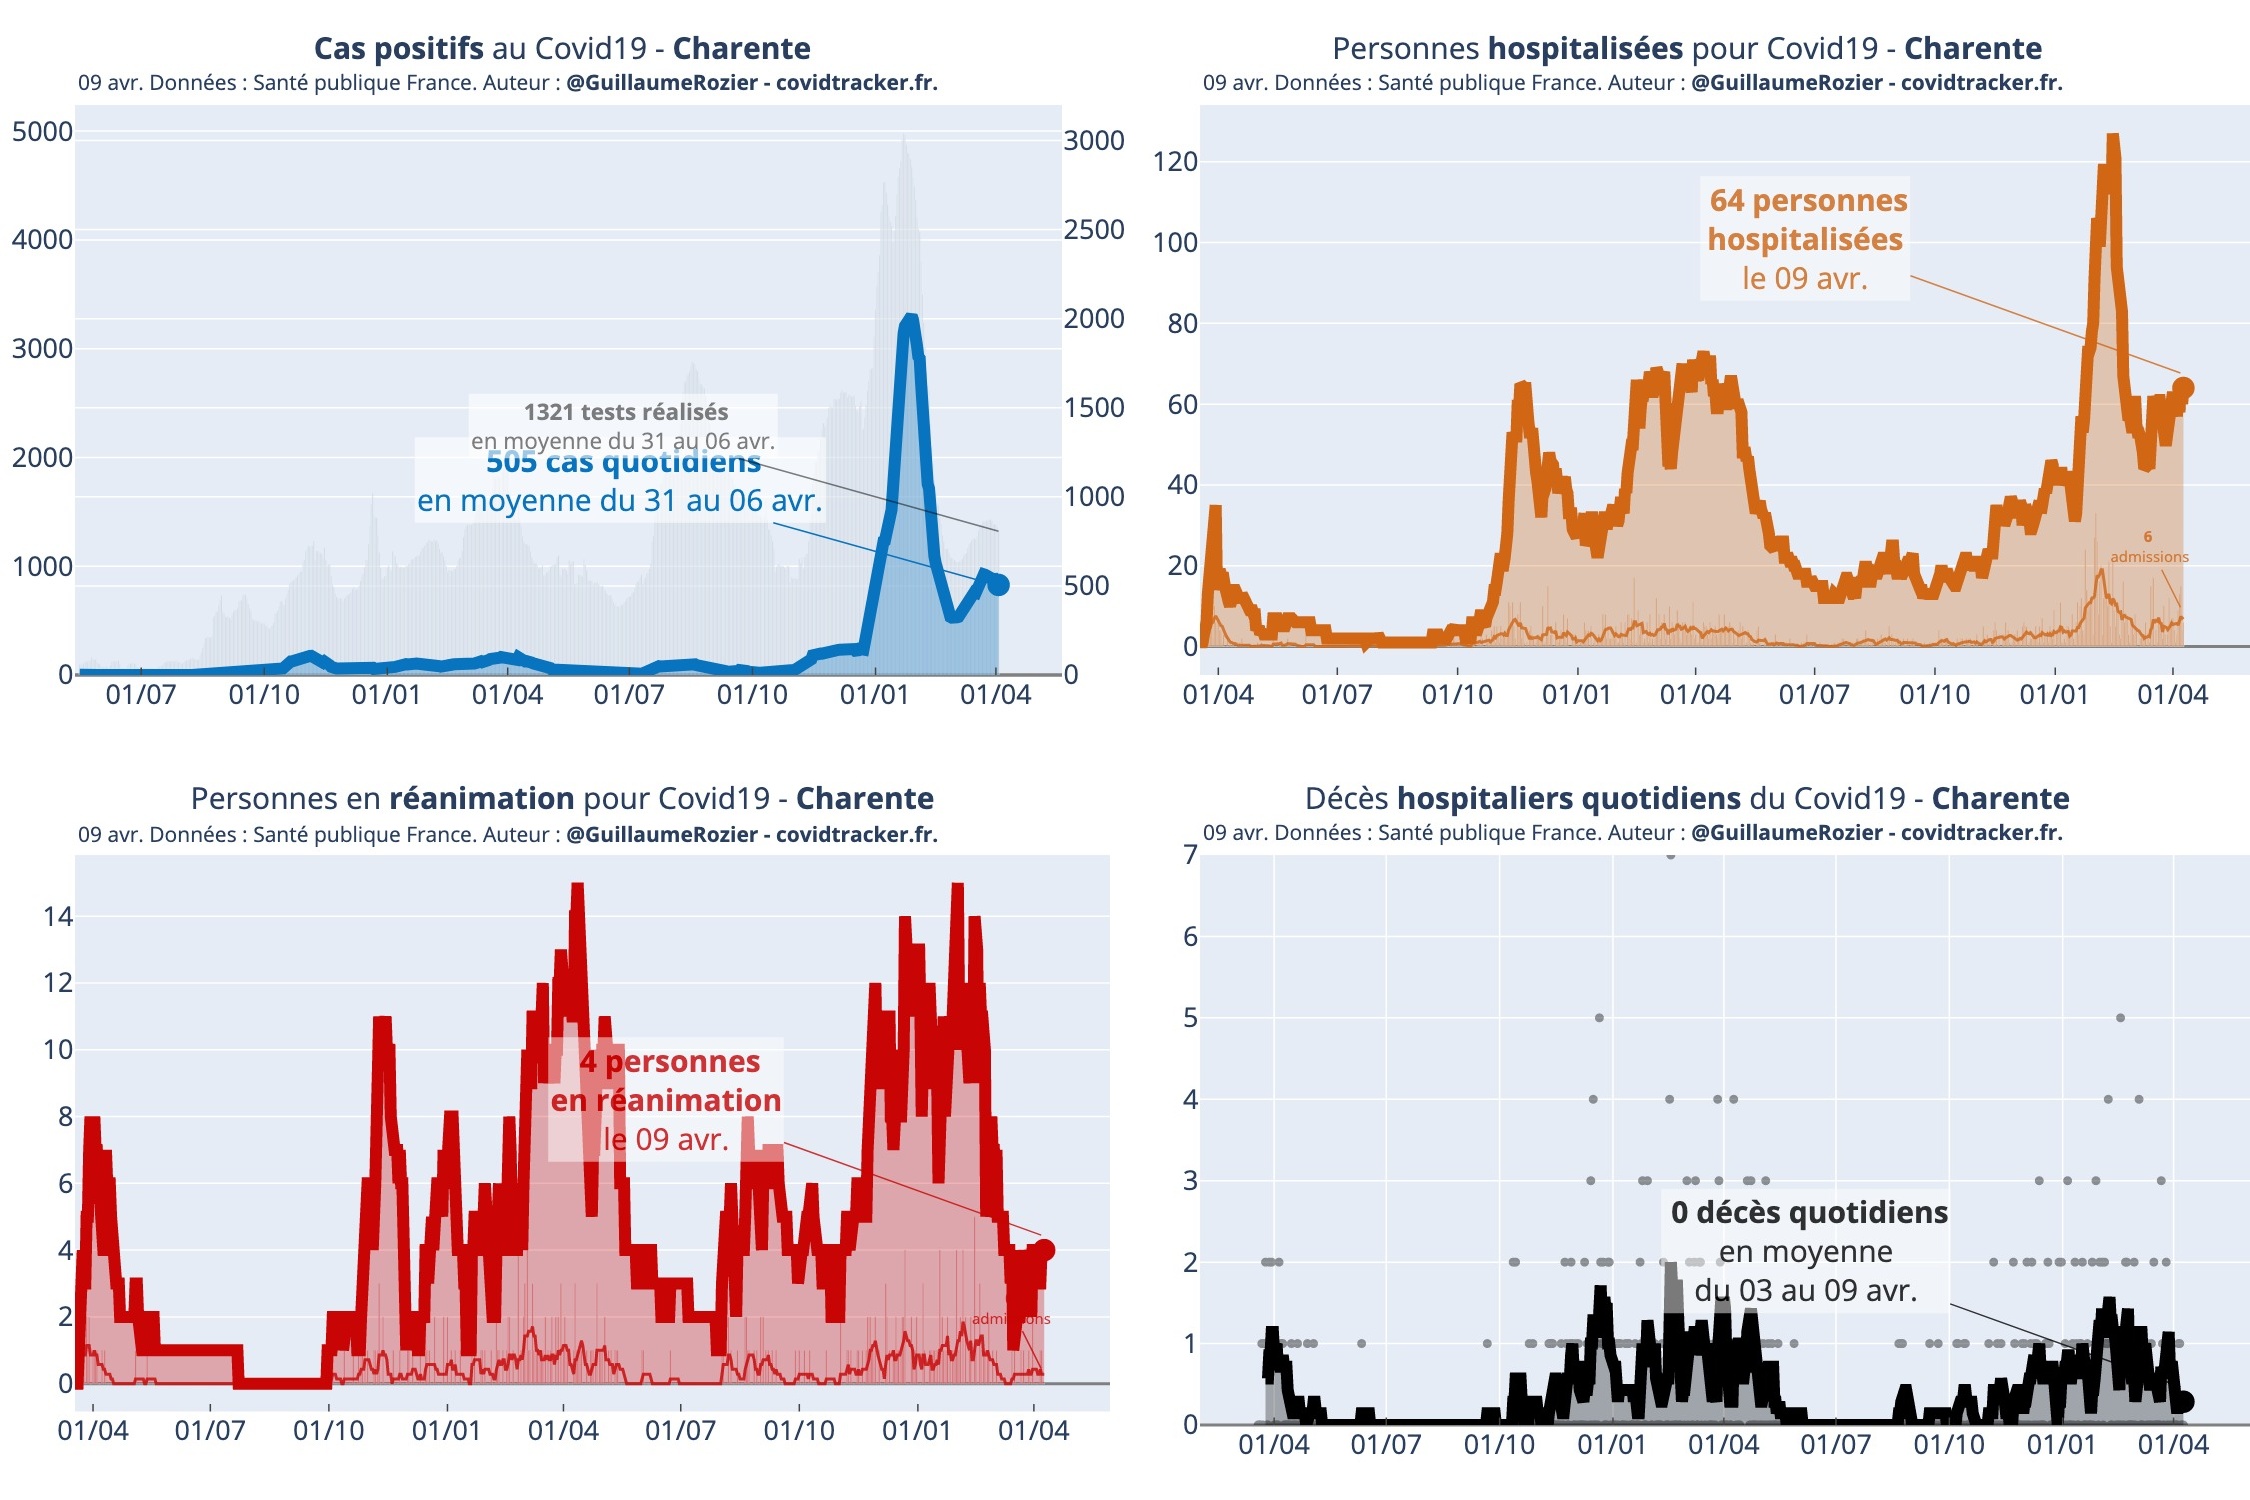 Cas positifs au Covid19 - Charente
09 avr. Données : Santé publique France. Auteur : @GuillaumeRozier - covidtracker.fr.
5000
4000
3000
2000
1000
0
3000
2500
2000
1500
1000
500
0
1321 tests réalisés
en moyenne du 31 au 06 avr.
505 cas quotidiens
en moyenne du 31 au 06 avr.
01/07 01/10 01/01 01/04 01/07 01/10 01/01 01/04
Personnes hospitalisées pour Covid19 - Charente
09 avr. Données : Santé publique France. Auteur : @GuillaumeRozier - covidtracker.fr.
120
100
80
60
40
20
0
64 personnes
hospitalisées
le 09 avr.
6
admissions
01/04 01/07 01/10 01/01 01/04 01/07 01/10 01/01 01/04
Personnes en réanimation pour Covid19 - Charente
09 avr. Données : Santé publique France. Auteur : @GuillaumeRozier - covidtracker.fr.
14
12
10
8
6
4
2
0
4 personnes
en réanimation
le 09 avr.
admissions
01/04 01/07 01/10 01/01 01/04 01/07 01/10 01/01 01/04
Décès hospitaliers quotidiens du Covid19 - Charente
09 avr. Données : Santé publique France. Auteur : @GuillaumeRozier - covidtracker.fr.
7
6
5
4
3
2
1
0
0 décès quotidiens
en moyenne
du 03 au 09 avr.
01/04 01/07 01/10 01/01 01/04 01/07 01/10 01/01 01/04